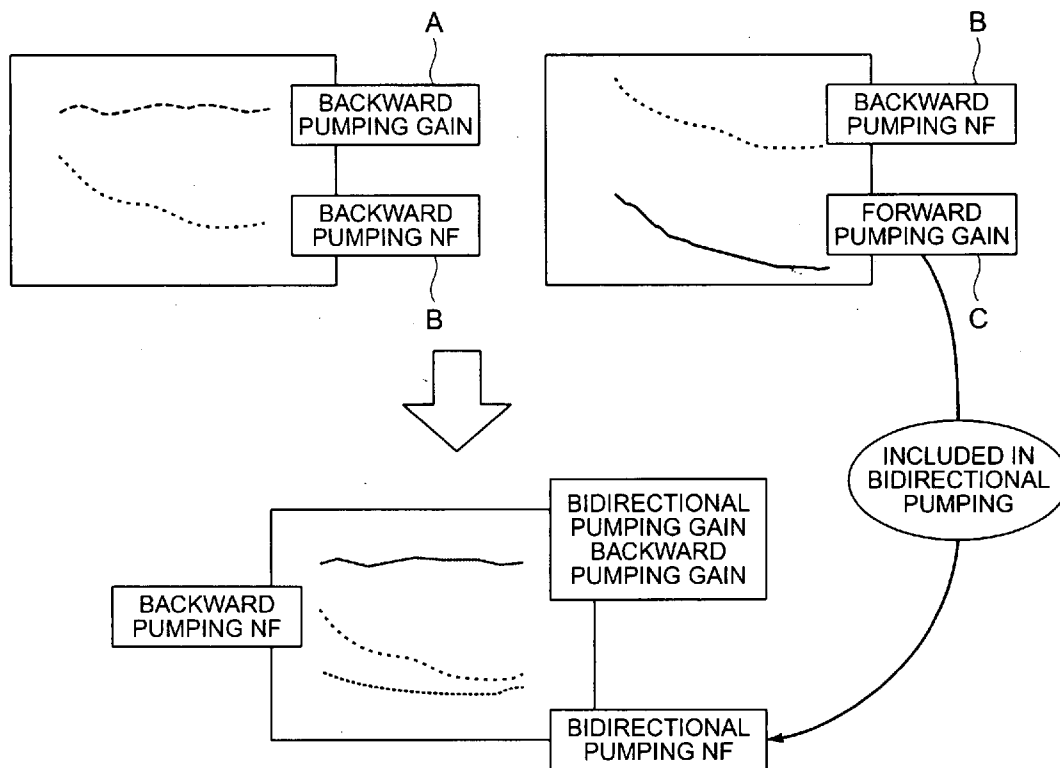 A
BACKWARD
PUMPING GAIN
BACKWARD
PUMPING NF
B
B
BACKWARD
PUMPING NF
FORWARD
PUMPING GAIN
C
INCLUDED IN
BIDIRECTIONAL
PUMPING
BIDIRECTIONAL
PUMPING GAIN
BACKWARD
PUMPING GAIN
BACKWARD
PUMPING NF
BIDIRECTIONAL
PUMPING NF